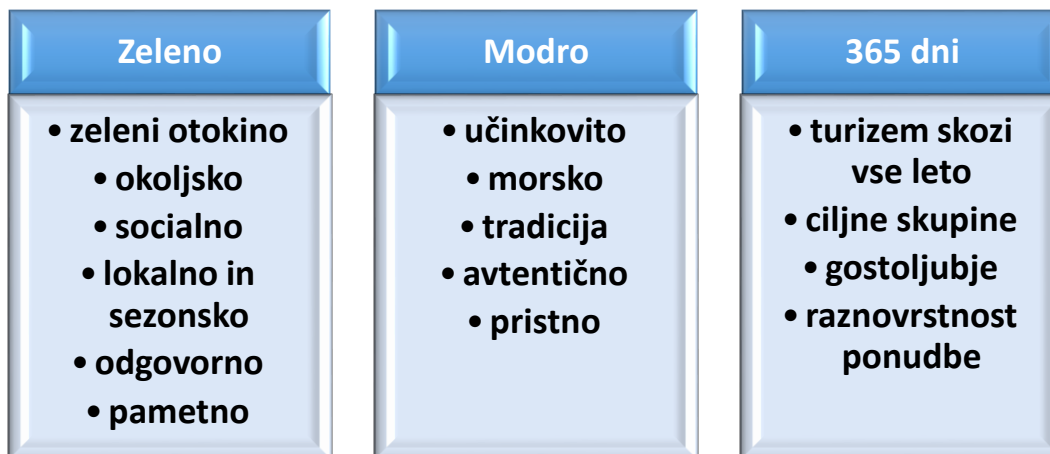 Zeleno
• zeleni otokino
• okoljsko
• socialno
• lokalno in
sezonsko
• odgovorno
• pametno
Modro
• učinkovito
• morsko
• tradicija
• avtentično
• pristno
365 dni
• turizem skozi
vse leto
• ciljne skupine
• gostoljubje
• raznovrstnost
ponudbe